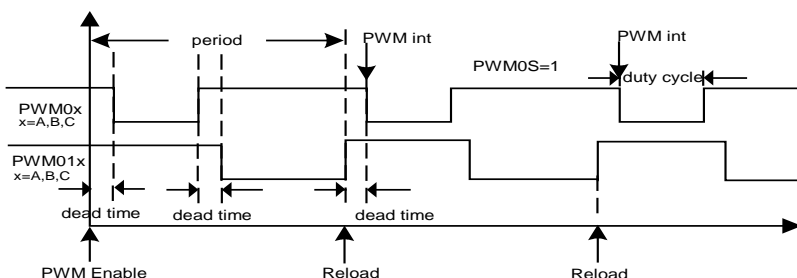 PWM int
period
PWM int
PWM0S=1
duty cycle
PWM0x
x=A,B,C
PWM01x
x=A,B,C
dead time
dead time
dead time
PWM Enable
Reload
Reload